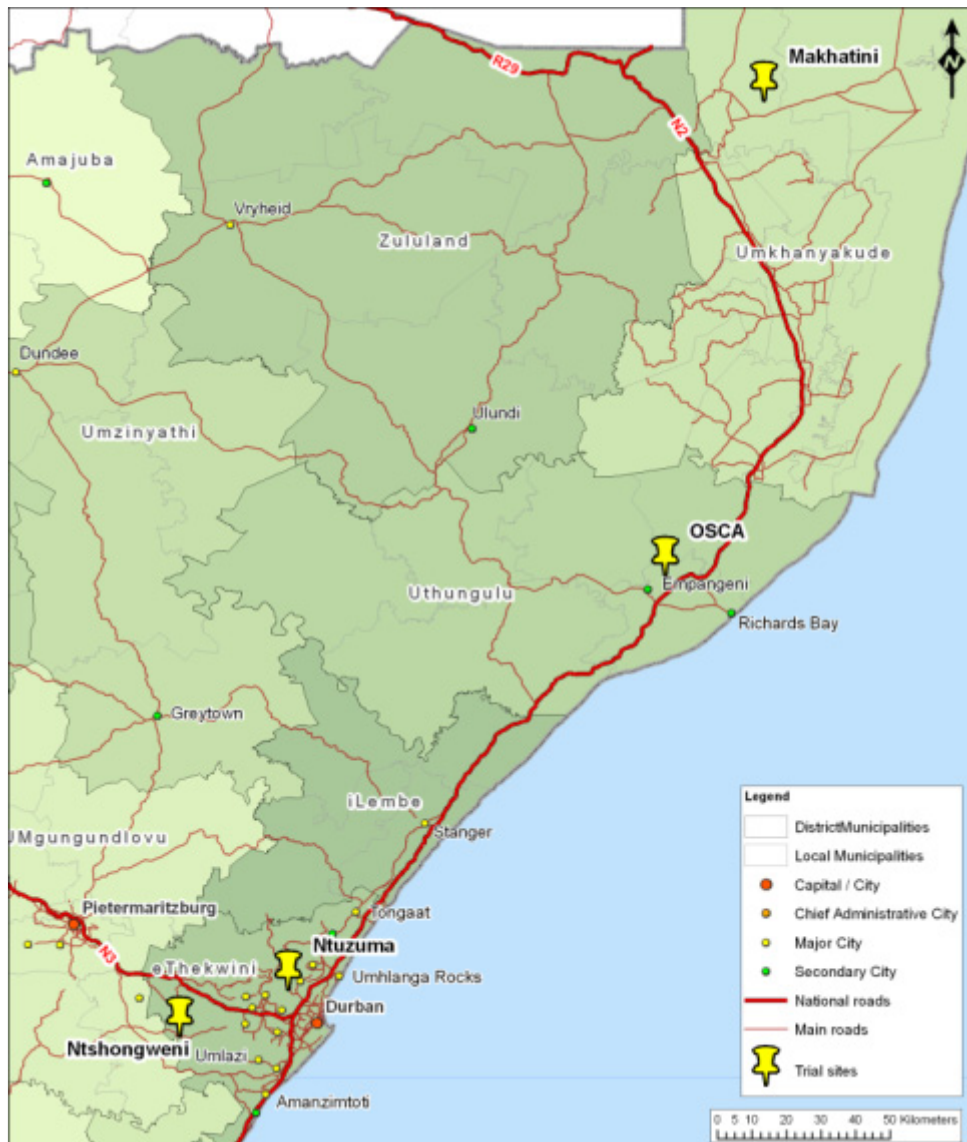 Makhatini
N
R29
N2
Amajuba
Vryheid
Zululand
Umkhanyakude
Dundee
Ulundi
Umzinyathi
OSCA
Empangeni
Uthungulu
Richards Bay
Greytown
iLembe
Stanger
UMgungundlovu
Pietermaritzburg
Tongaat
N3
Ntuzuma
eThekwini
Umhlanga Rocks
Durban
Ntshongweni
Umlazi
Amanzimtoti
Legend
DistrictMunicipalities
Local Municipalities
Capital / City
Chief Administrative City
Major City
Secondary City
National roads
Main roads
Trial sites
0 5 10 20 30 40 50 Kilometers